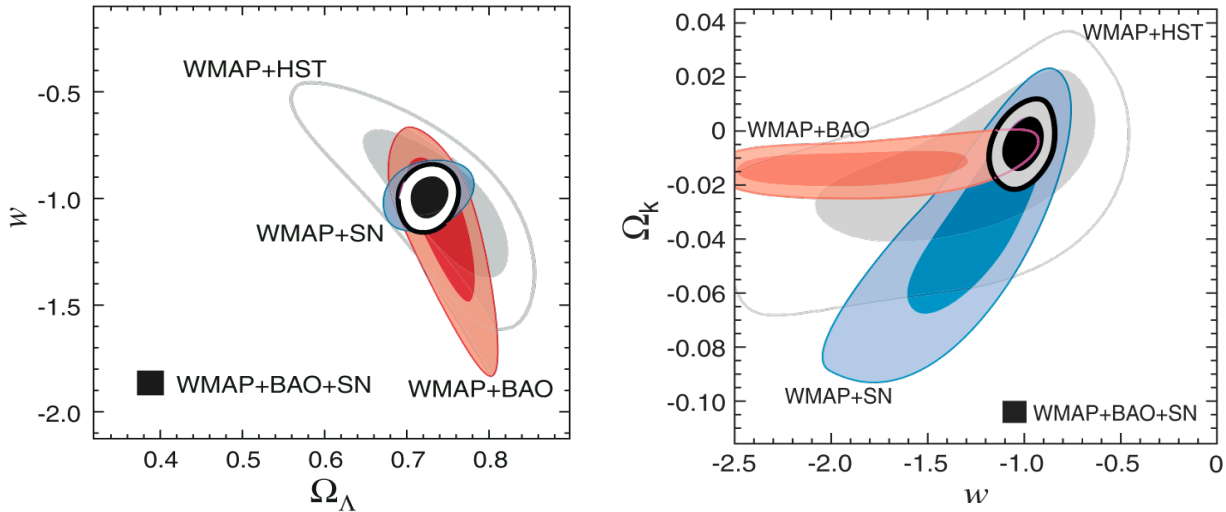 WMAP+HST
WMAP+SN
WMAP+BAO+SN
WMAP+BAO
-0.5
-1.0
-1.5
-2.0
w
0.4 0.5 0.6 0.7 0.8
Ω_Λ
WMAP+HST
WMAP+BAO
WMAP+SN
WMAP+BAO+SN
0.04
0.02
0
-0.02
-0.04
-0.06
-0.08
-0.10
Ω_k
-2.5 -2.0 -1.5 -1.0 -0.5 0
w